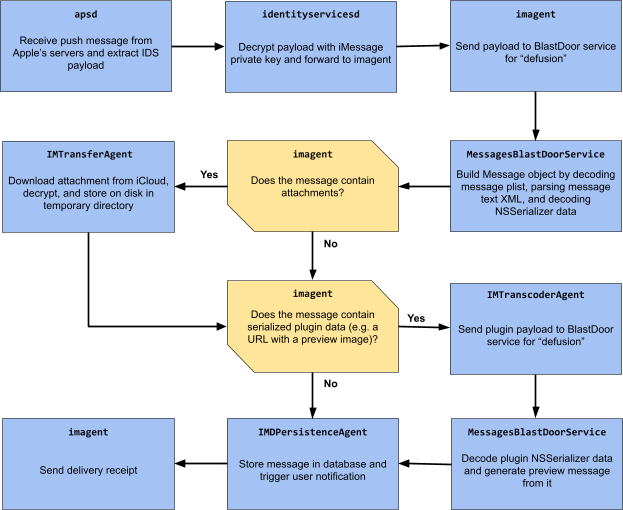 apsd
Receive push message from
Apple's servers and extract IDS
payload
identityservicesd
Decrypt payload with iMessage
private key and forward to imagent
imagent
Send payload to BlastDoor service
for “defusion”
IMTransferAgent
Download attachment from iCloud,
decrypt, and store on disk in
temporary directory
Yes
imagent
Does the message contain
attachments?
MessagesBlastDoorService
Build Message object by decoding
message plist, parsing message
text XML, and decoding
NSSerializer data
No
imagent
Does the message contain
serialized plugin data (e.g. a
URL with a preview image)?
Yes
IMTranscoderAgent
Send plugin payload to BlastDoor
service for “defusion”
No
imagent
Send delivery receipt
IMDPersistenceAgent
Store message in database and
trigger user notification
MessagesBlastDoorService
Decode plugin NSSerializer data
and generate preview message
from it